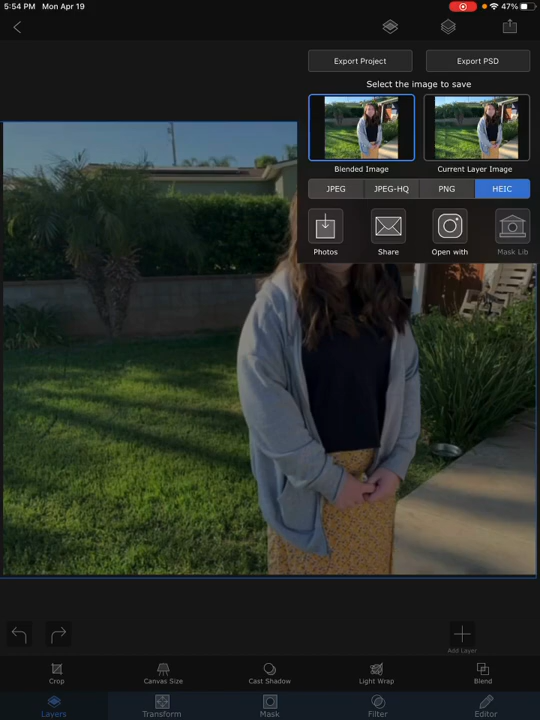 5:54 PM Mon Apr 19 47%
Export Project Export PSD
Select the image to save
Blended Image Current Layer Image
JPEG JPEG-HQ PNG HEIC
Photos Share Open with Mask Lib
Add Layer
Crop Canvas Size Cast Shadow Light Wrap Blend
Layers Transform Mask Filter Editor